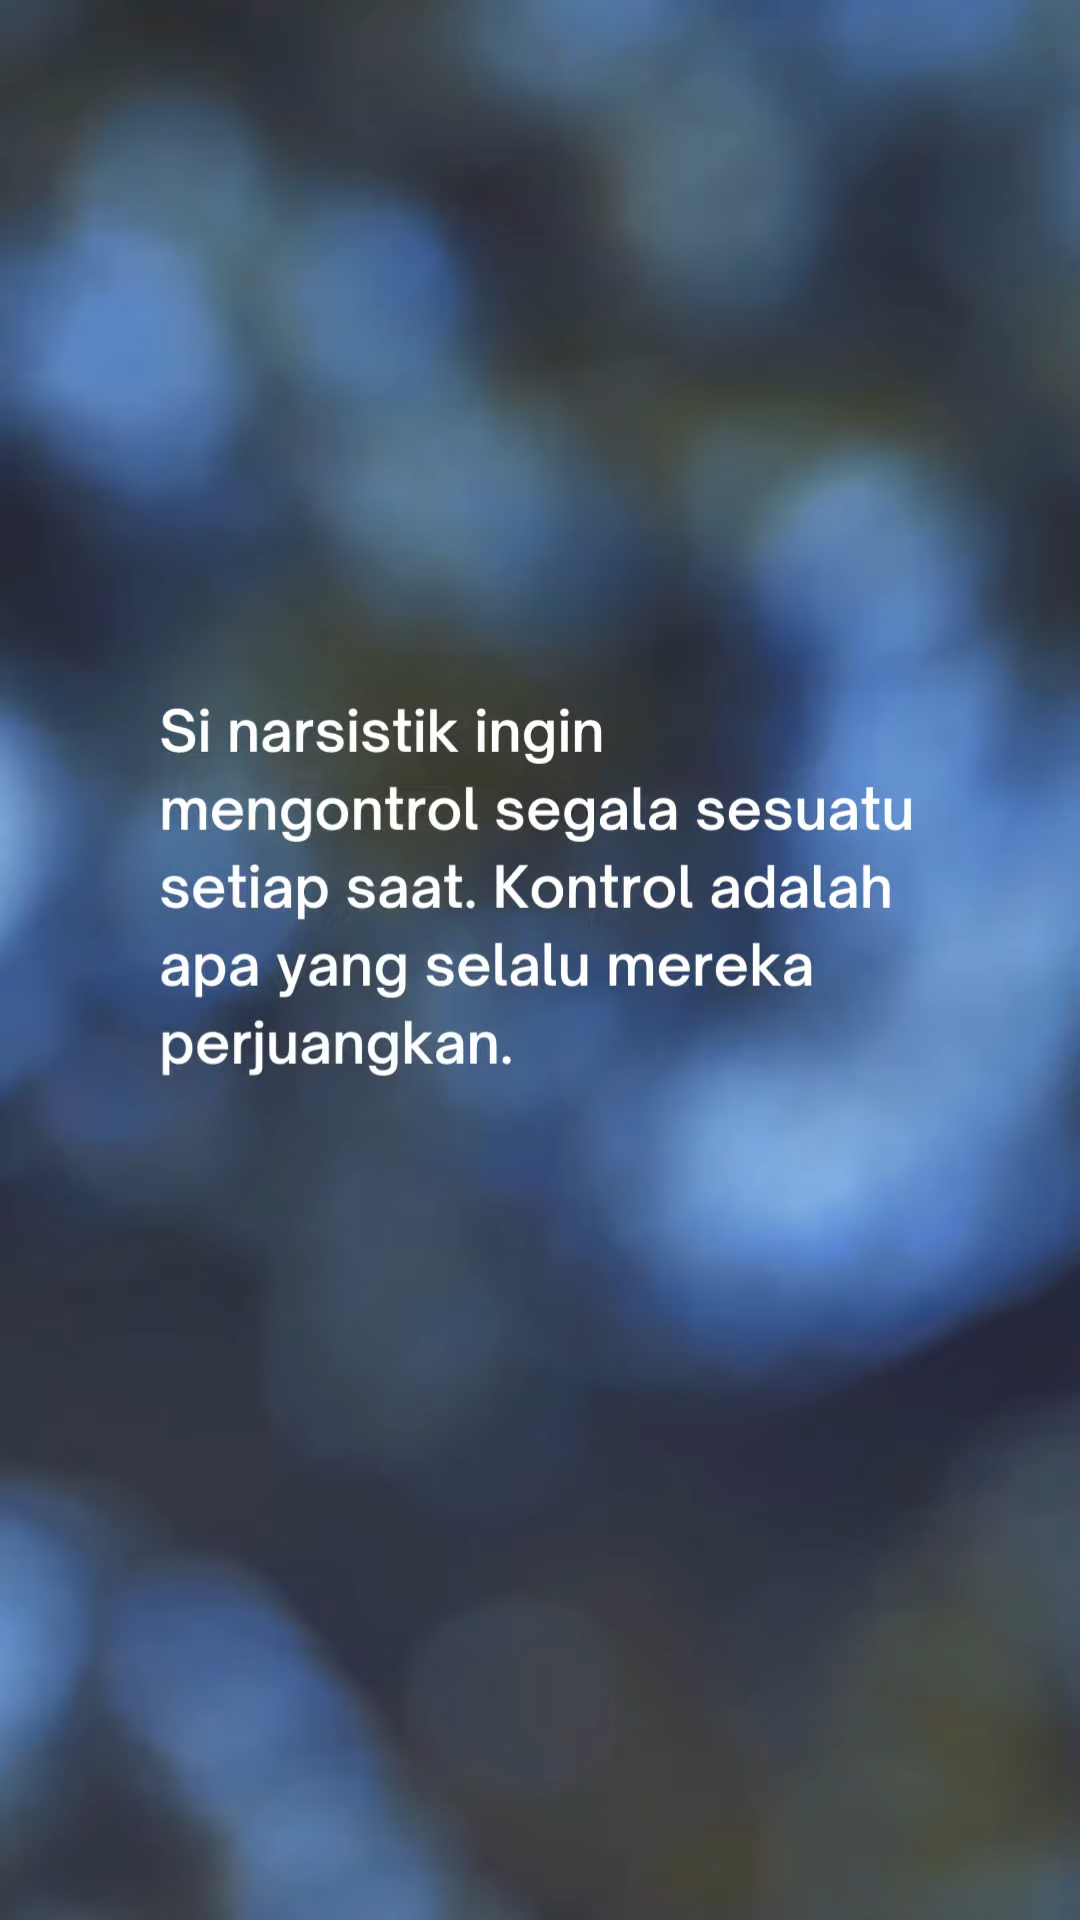 Si narsistik ingin
mengontrol segala sesuatu
setiap saat. Kontrol adalah
apa yang selalu mereka
perjuangkan.